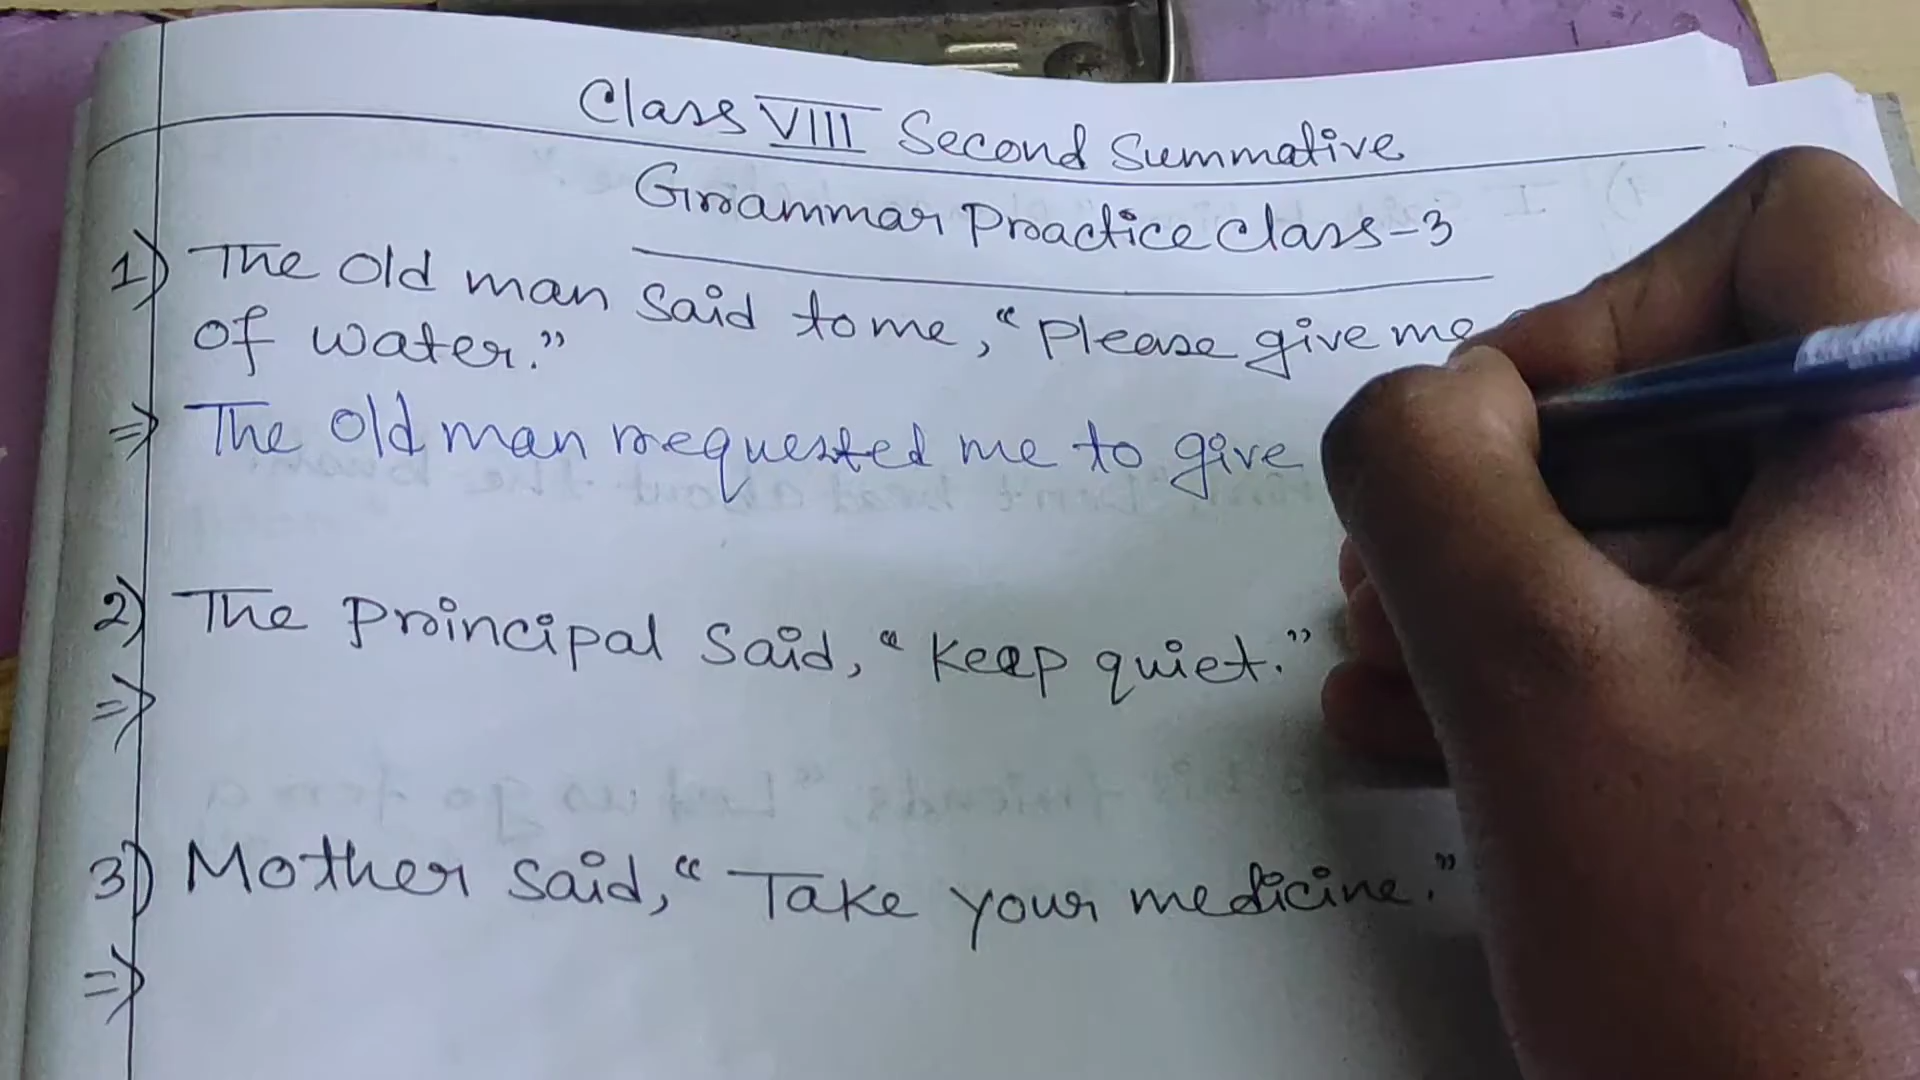 Class VIII Second Summative
Grammar Practice Class-3
1) The old man said to me, "Please give me
of water."
⇒ The old man requested me to give
2) The Principal said, "Keep quiet."
⇒
3) Mother said, "Take your medicine."
⇒